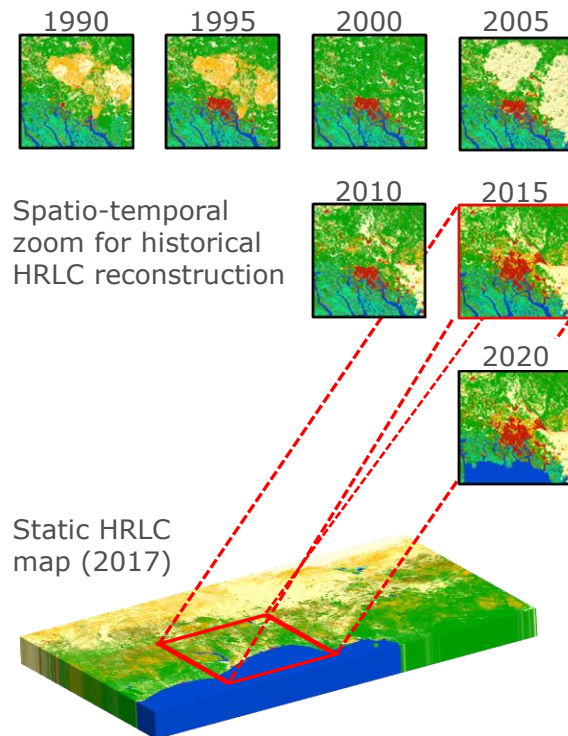 1990 1995 2000 2005
2010 2015
Spatio-temporal
zoom for historical
HRLC reconstruction
2020
Static HRLC
map (2017)